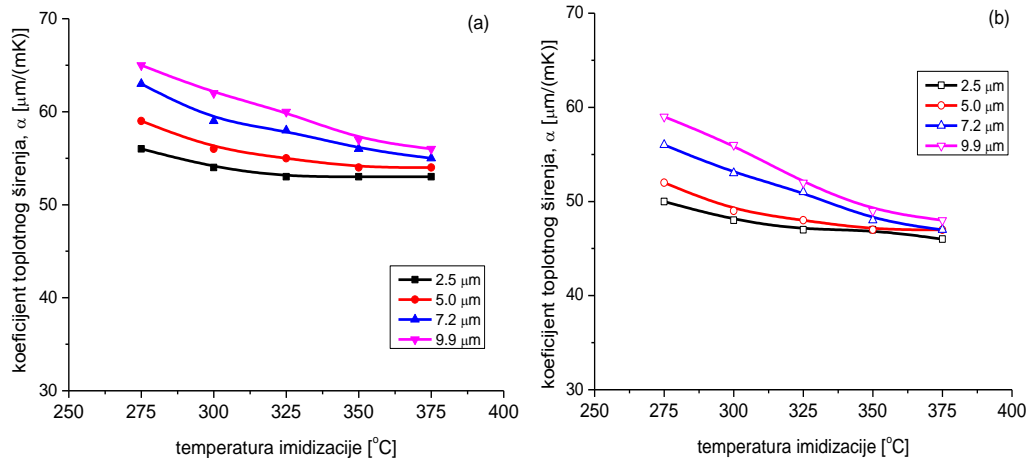 (a)
koeficijent toplotnog širenja, α [μm/(mK)]
70
60
50
40
30
2.5 μm
5.0 μm
7.2 μm
9.9 μm
250 275 300 325 350 375 400
temperatura imidizacije [°C]
(b)
koeficijent toplotnog širenja, α [μm/(mK)]
70
60
50
40
30
2.5 μm
5.0 μm
7.2 μm
9.9 μm
250 275 300 325 350 375 400
temperatura imidizacije [°C]